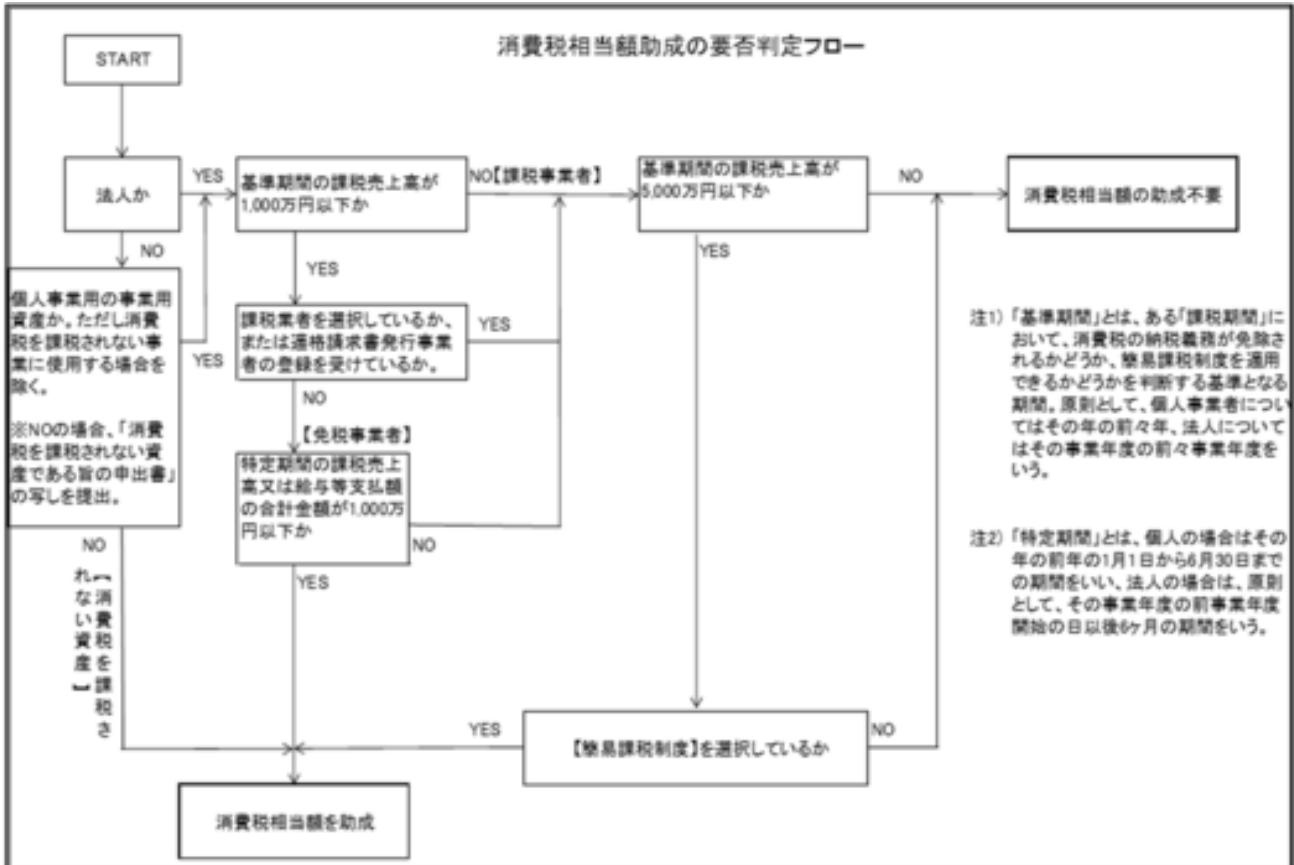 消費税相当額助成の要否判定フロー
START
法人か
YES
NO
基準期間の課税売上高が
1,000万円以下か
NO【課税事業者】
基準期間の課税売上高が
5,000万円以下か
NO
消費税相当額の助成不要
YES
YES
個人事業用の事業用
資産か。ただし消費
税を課税されない事
業に使用する場合を
除く。
※NOの場合、「消費
税を課税されない資
産である旨の申出書」
の写しを提出。
YES
課税業者を選択しているか、
または適格請求書発行事業
者の登録を受けているか。
YES
NO
【免税事業者】
特定期間の課税売上
高又は給与等支払額
の合計金額が1,000万
円以下か
NO
YES
NO
【消費税を課税さ
れない資産】
注1)「基準期間」とは、ある「課税期間」に
おいて、消費税の納税義務が免除さ
れるかどうか、簡易課税制度を適用
できるかどうかを判断する基準となる
期間。原則として、個人事業者につい
てはその年の前々年、法人について
はその事業年度の前々事業年度を
いう。
注2)「特定期間」とは、個人の場合はその
年の前年の1月1日から6月30日まで
の期間をいい、法人の場合は、原則
として、その事業年度の前事業年度
開始の日以後6ヶ月の期間をいう。
YES
【簡易課税制度】を選択しているか
NO
消費税相当額を助成